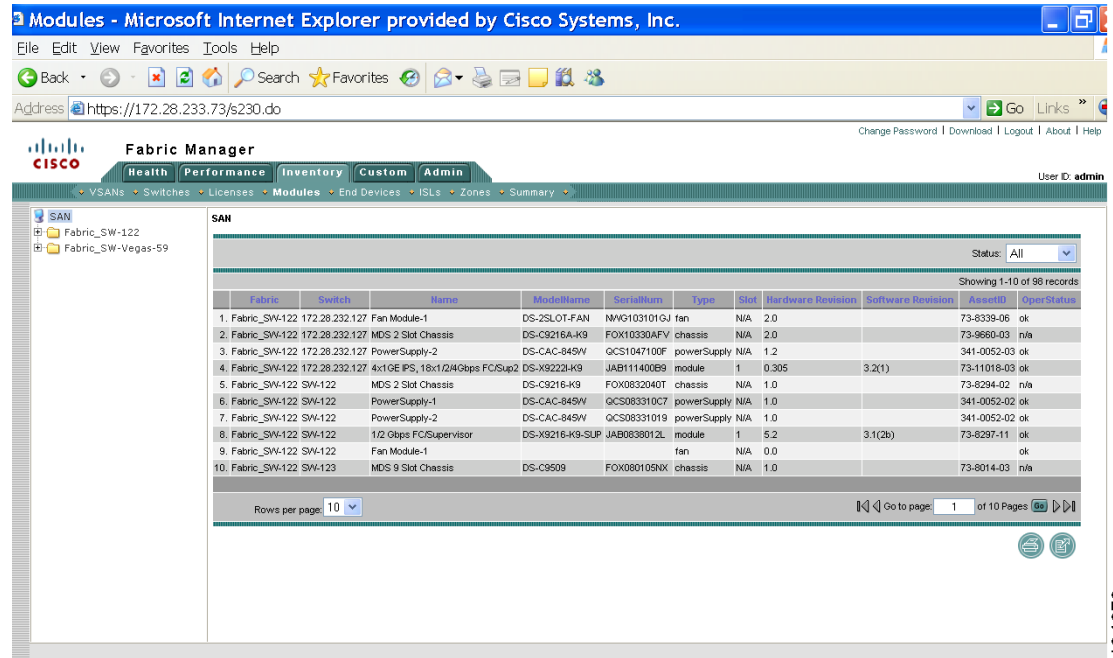 Modules - Microsoft Internet Explorer provided by Cisco Systems, Inc.
File Edit View Favorites Tools Help
Back Search Favorites
Address https://172.28.233.73/s230.do Go Links »
Change Password | Download | Logout | About | Help
CISCO Fabric Manager
Health Performance Inventory Custom Admin
User ID: admin
VSANs Switches Licenses Modules End Devices ISLs Zones Summary
SAN
Fabric_SW-122
Fabric_SW-Vegas-59
SAN
Status: All
Showing 1-10 of 98 records
Fabric Switch Name ModelName SerialNum Type Slot Hardware Revision Software Revision AssetID OperStatus
1. Fabric_SW-122 172.28.232.127 Fan Module-1 DS-2SLOT-FAN NWG103101GJ fan N/A 2.0 73-8339-06 ok
2. Fabric_SW-122 172.28.232.127 MDS 2 Slot Chassis DS-C9216A-K9 FOX10330AFV chassis N/A 2.0 73-9660-03 n/a
3. Fabric_SW-122 172.28.232.127 PowerSupply-2 DS-CAC-845W QCS1047100F powerSupply N/A 1.2 341-0052-03 ok
4. Fabric_SW-122 172.28.232.127 4x1GE IPS, 18x1/2/4Gbps FC/Sup2 DS-X9222I-K9 JAB111400B9 module 1 0.305 3.2(1) 73-11018-03 ok
5. Fabric_SW-122 SW-122 MDS 2 Slot Chassis DS-C9216-K9 FOX0832040T chassis N/A 1.0 73-8294-02 n/a
6. Fabric_SW-122 SW-122 PowerSupply-1 DS-CAC-845W QCS083310C7 powerSupply N/A 1.0 341-0052-02 ok
7. Fabric_SW-122 SW-122 PowerSupply-2 DS-CAC-845W QCS08331019 powerSupply N/A 1.0 341-0052-02 ok
8. Fabric_SW-122 SW-122 1/2 Gbps FC/Supervisor DS-X9216-K9-SUP JAB0838012L module 1 5.2 3.1(2b) 73-8297-11 ok
9. Fabric_SW-122 SW-122 Fan Module-1 fan N/A 0.0 ok
10. Fabric_SW-122 SW-123 MDS 9 Slot Chassis DS-C9509 FOX080105NX chassis N/A 1.0 73-8014-03 n/a
Rows per page: 10 Go to page: 1 of 10 Pages Go